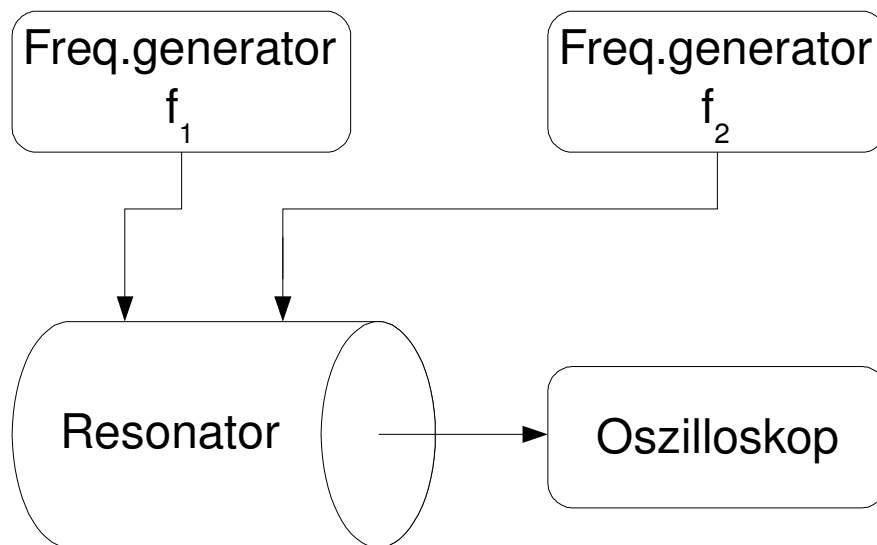 Freq.generator
f₁
Freq.generator
f₂
Resonator
Oszilloskop